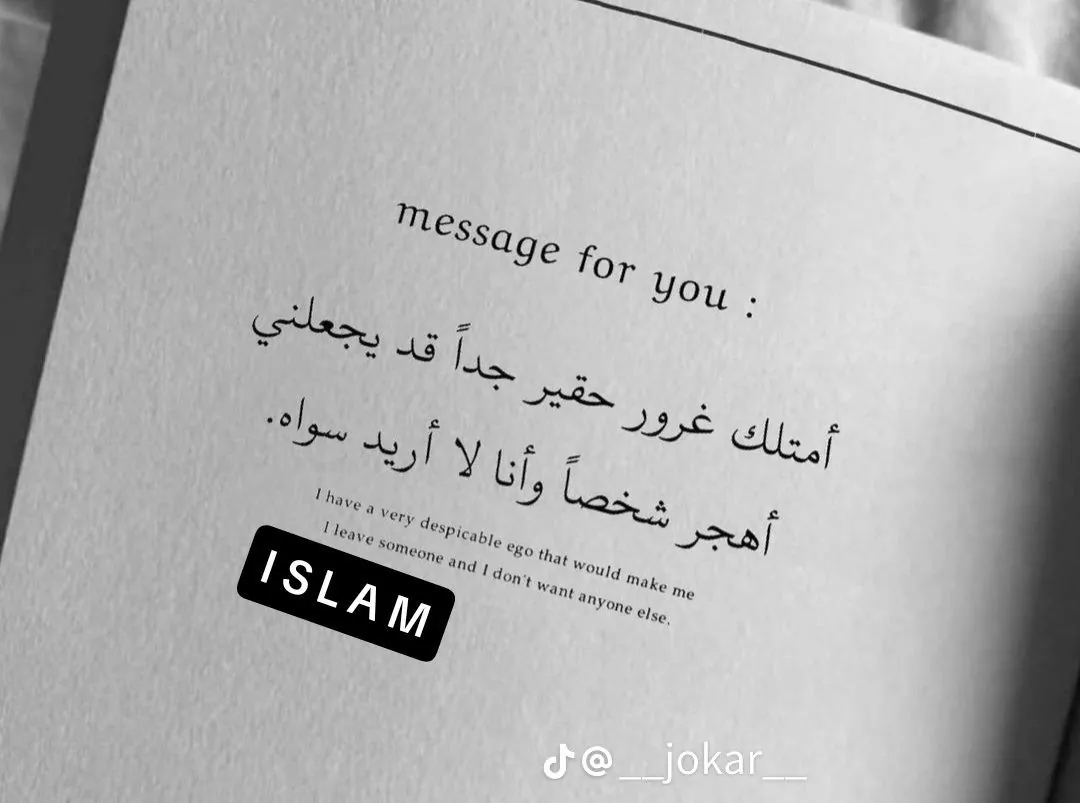 message for you :
أمتلك غرور حقير جداً قد يجعلني
أهجر شخصاً وأنا لا أريد سواه.
I have a very despicable ego that would make me
I leave someone and I don't want anyone else.
ISLAM
@__jokar__